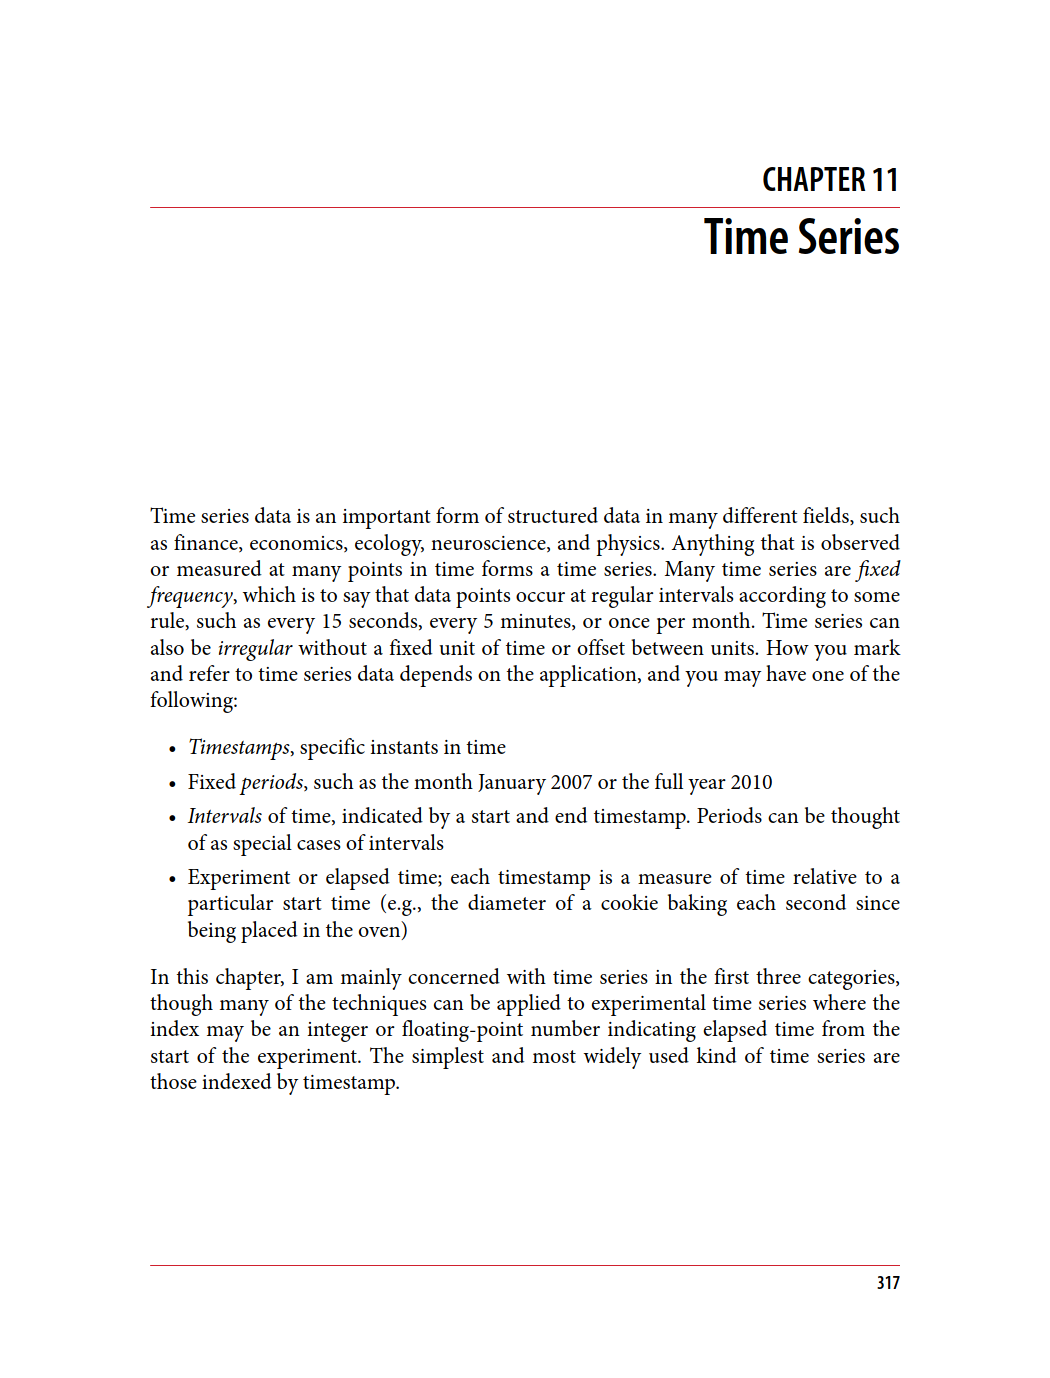 CHAPTER 11
Time Series
Time series data is an important form of structured data in many different fields, such
as finance, economics, ecology, neuroscience, and physics. Anything that is observed
or measured at many points in time forms a time series. Many time series are fixed
frequency, which is to say that data points occur at regular intervals according to some
rule, such as every 15 seconds, every 5 minutes, or once per month. Time series can
also be irregular without a fixed unit of time or offset between units. How you mark
and refer to time series data depends on the application, and you may have one of the
following:
• Timestamps, specific instants in time
• Fixed periods, such as the month January 2007 or the full year 2010
• Intervals of time, indicated by a start and end timestamp. Periods can be thought
of as special cases of intervals
• Experiment or elapsed time; each timestamp is a measure of time relative to a
particular start time (e.g., the diameter of a cookie baking each second since
being placed in the oven)
In this chapter, I am mainly concerned with time series in the first three categories,
though many of the techniques can be applied to experimental time series where the
index may be an integer or floating-point number indicating elapsed time from the
start of the experiment. The simplest and most widely used kind of time series are
those indexed by timestamp.
317